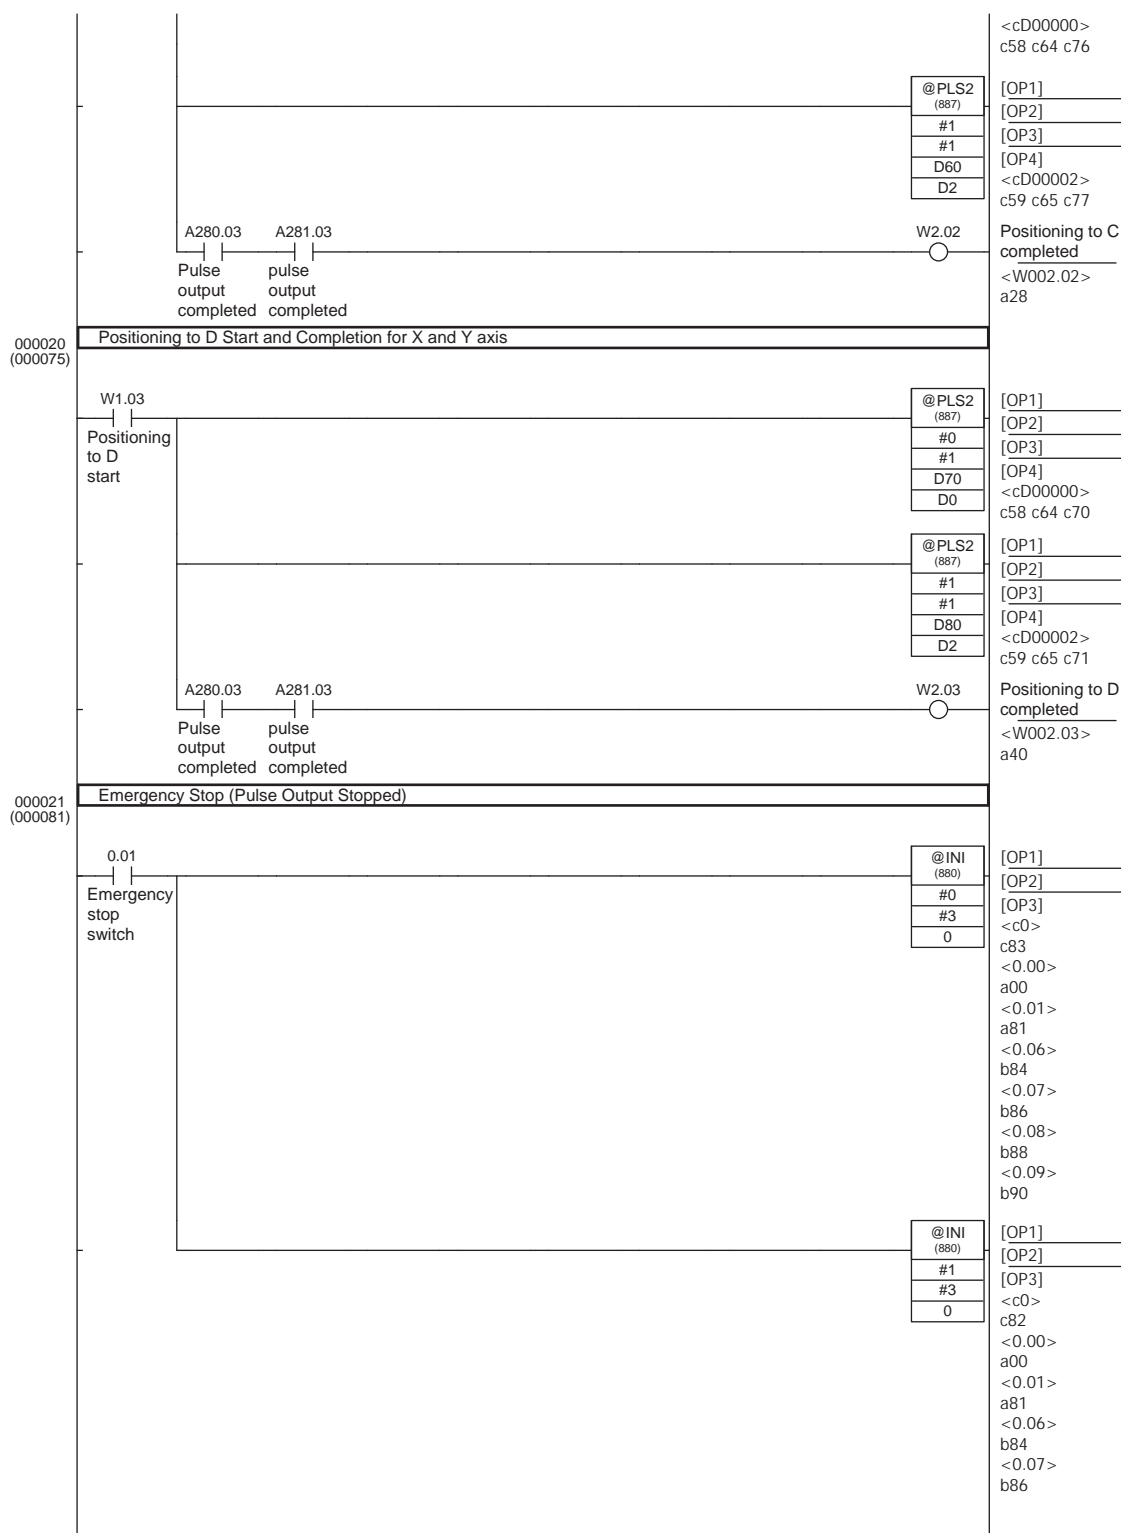 <cD00000>
c58 c64 c76
@PLS2
(887)
#1
#1
D60
D2
[OP1]
[OP2]
[OP3]
[OP4]
<cD00002>
c59 c65 c77
A280.03 A281.03 W2.02
Pulse
output
completed
pulse
output
completed
Positioning to C
completed
<W002.02>
a28
000020
(000075)
Positioning to D Start and Completion for X and Y axis
W1.03
Positioning
to D
start
@PLS2
(887)
#0
#1
D70
D0
[OP1]
[OP2]
[OP3]
[OP4]
<cD00000>
c58 c64 c70
@PLS2
(887)
#1
#1
D80
D2
[OP1]
[OP2]
[OP3]
[OP4]
<cD00002>
c59 c65 c71
A280.03 A281.03 W2.03
Pulse
output
completed
pulse
output
completed
Positioning to D
completed
<W002.03>
a40
000021
(000081)
Emergency Stop (Pulse Output Stopped)
0.01
Emergency
stop
switch
@INI
(880)
#0
#3
0
[OP1]
[OP2]
[OP3]
<c0>
c83
<0.00>
a00
<0.01>
a81
<0.06>
b84
<0.07>
b86
<0.08>
b88
<0.09>
b90
@INI
(880)
#1
#3
0
[OP1]
[OP2]
[OP3]
<c0>
c82
<0.00>
a00
<0.01>
a81
<0.06>
b84
<0.07>
b86